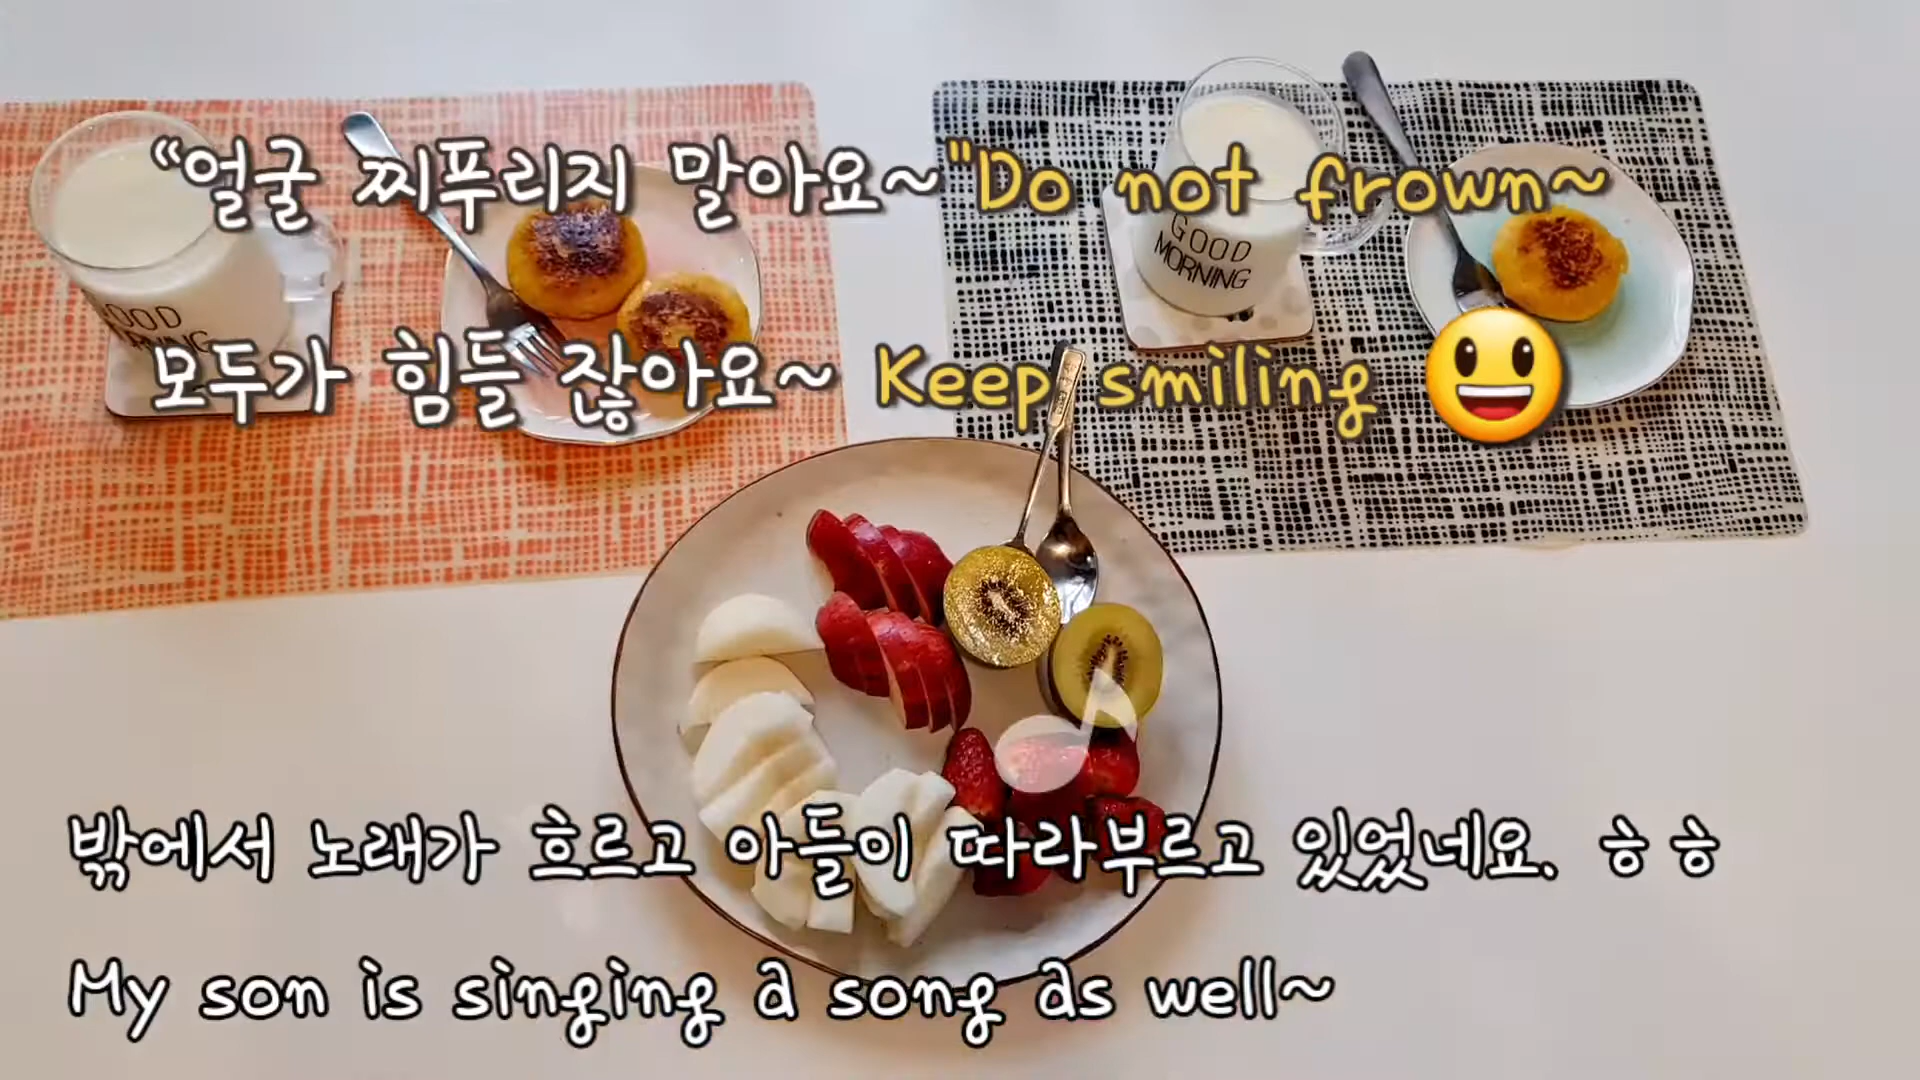 “얼굴 찌푸리지 말아요~"Do not frown~
모두가 힘들 잖아요~ Keep smiling
GOOD
MORNING
GOOD
MORNING
밖에서 노래가 흐르고 아들이 따라부르고 있었네요. ㅎㅎ
My son is singing a song as well~